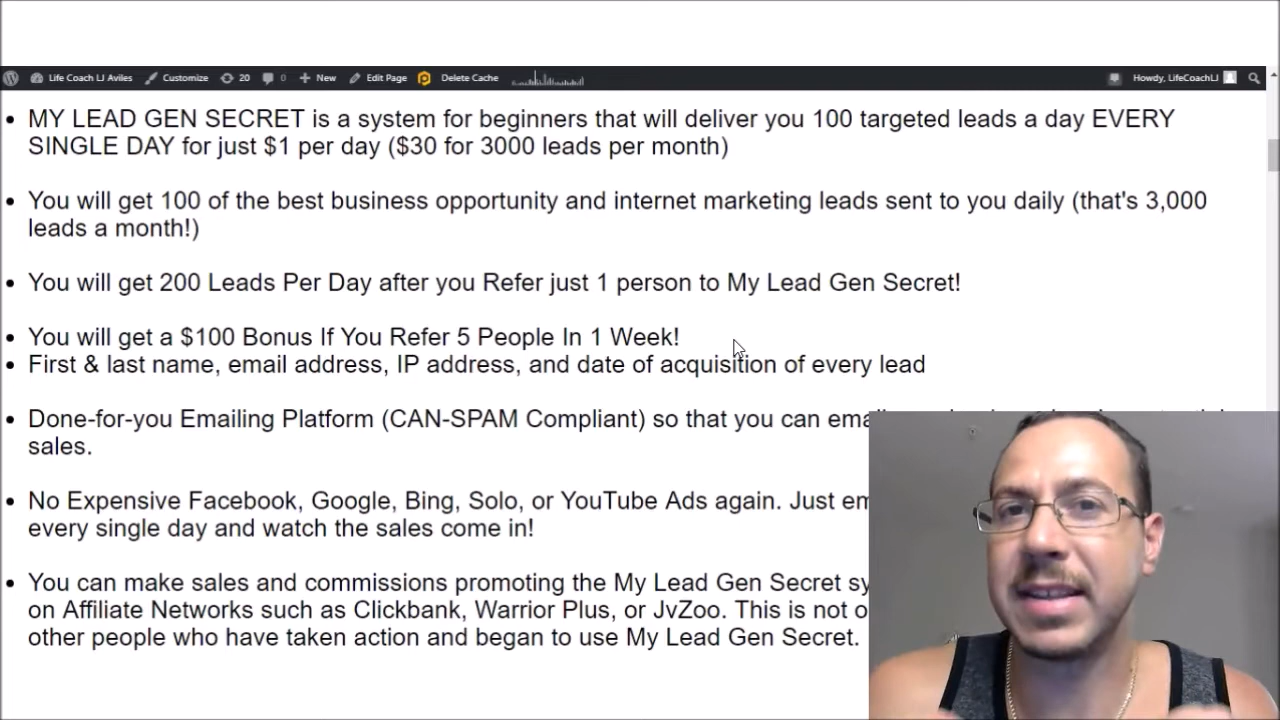 Life Coach LJ Aviles Customize 20 0 New Edit Page Delete Cache Howdy, LifeCoachLJ
MY LEAD GEN SECRET is a system for beginners that will deliver you 100 targeted leads a day EVERY
SINGLE DAY for just $1 per day ($30 for 3000 leads per month)
You will get 100 of the best business opportunity and internet marketing leads sent to you daily (that's 3,000
leads a month!)
You will get 200 Leads Per Day after you Refer just 1 person to My Lead Gen Secret!
You will get a $100 Bonus If You Refer 5 People In 1 Week!
First & last name, email address, IP address, and date of acquisition of every lead
Done-for-you Emailing Platform (CAN-SPAM Compliant) so that you can
sales.
No Expensive Facebook, Google, Bing, Solo, or YouTube Ads again. Just
every single day and watch the sales come in!
You can make sales and commissions promoting the My Lead Gen Secret
on Affiliate Networks such as Clickbank, Warrior Plus, or JvZoo. This is not
other people who have taken action and began to use My Lead Gen Secret.